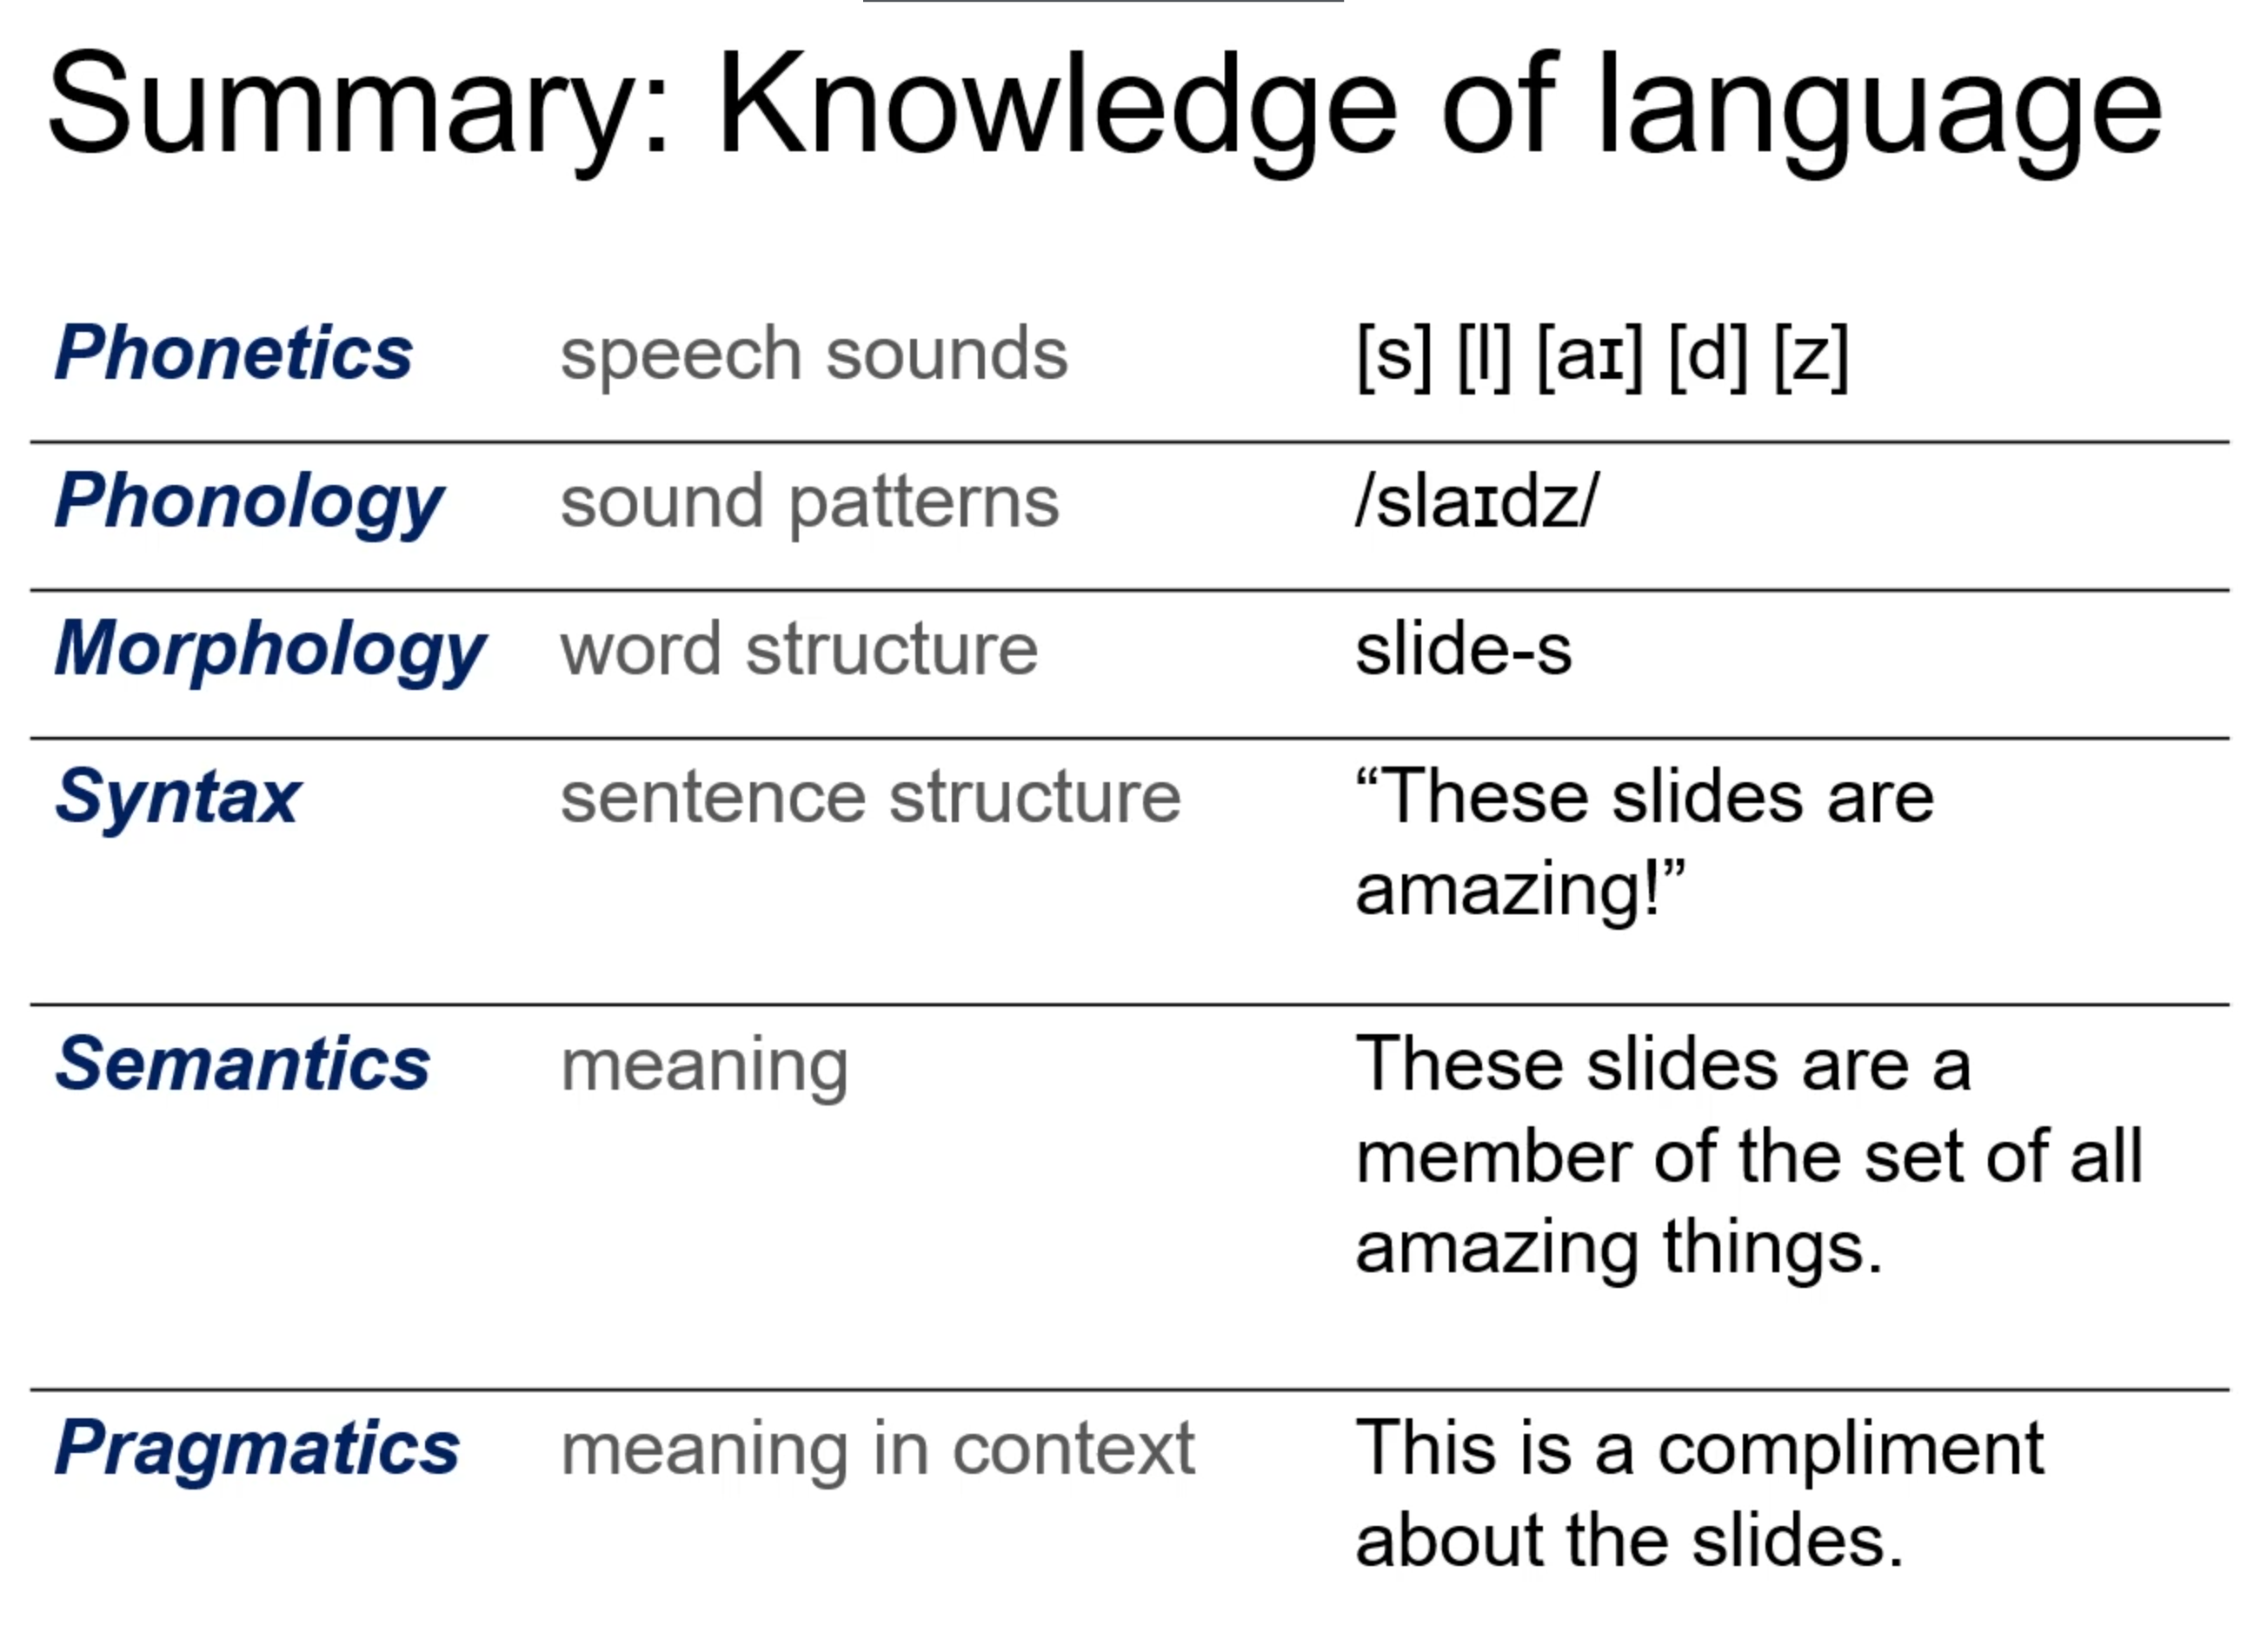 Summary: Knowledge of language
Phonetics speech sounds [s] [l] [aɪ] [d] [z]
Phonology sound patterns /slaɪdz/
Morphology word structure slide-s
Syntax sentence structure “These slides are
amazing!”
Semantics meaning These slides are a
member of the set of all
amazing things.
Pragmatics meaning in context This is a compliment
about the slides.